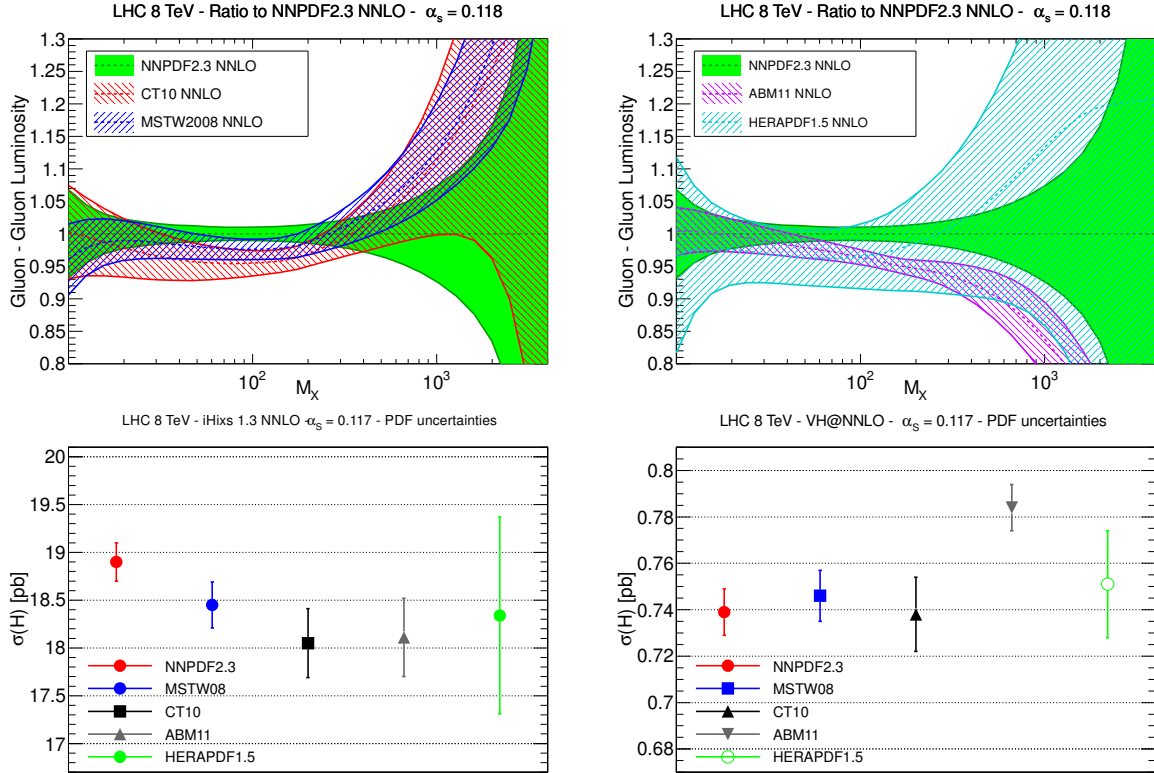 LHC 8 TeV - Ratio to NNPDF2.3 NNLO - αs = 0.118
Gluon - Gluon Luminosity
1.3
1.25
1.2
1.15
1.1
1.05
1
0.95
0.9
0.85
0.8
NNPDF2.3 NNLO
CT10 NNLO
MSTW2008 NNLO
10²
10³
M_X
LHC 8 TeV - Ratio to NNPDF2.3 NNLO - αs = 0.118
Gluon - Gluon Luminosity
1.3
1.25
1.2
1.15
1.1
1.05
1
0.95
0.9
0.85
0.8
NNPDF2.3 NNLO
ABM11 NNLO
HERAPDF1.5 NNLO
10²
10³
M_X
LHC 8 TeV - iHixs 1.3 NNLO -αS = 0.117 - PDF uncertainties
σ(H) [pb]
20
19.5
19
18.5
18
17.5
17
NNPDF2.3
MSTW08
CT10
ABM11
HERAPDF1.5
LHC 8 TeV - VH@NNLO - αS = 0.117 - PDF uncertainties
σ(H) [pb]
0.8
0.78
0.76
0.74
0.72
0.7
0.68
NNPDF2.3
MSTW08
CT10
ABM11
HERAPDF1.5